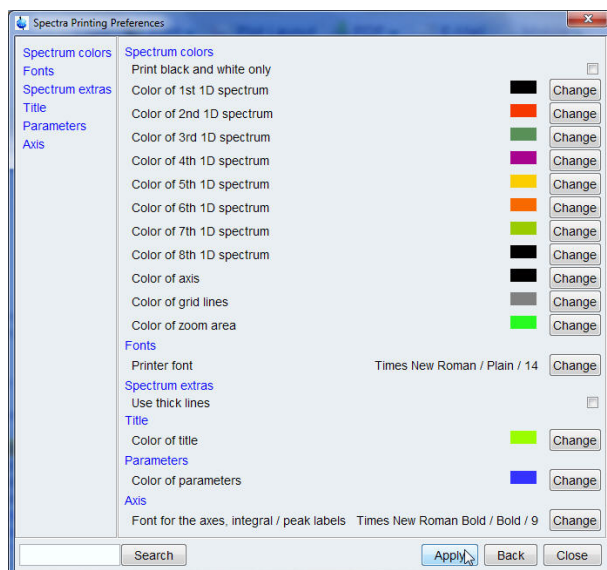 Spectra Printing Preferences
Spectrum colors
Fonts
Spectrum extras
Title
Parameters
Axis
Spectrum colors
Print black and white only
Color of 1st 1D spectrum Change
Color of 2nd 1D spectrum Change
Color of 3rd 1D spectrum Change
Color of 4th 1D spectrum Change
Color of 5th 1D spectrum Change
Color of 6th 1D spectrum Change
Color of 7th 1D spectrum Change
Color of 8th 1D spectrum Change
Color of axis Change
Color of grid lines Change
Color of zoom area Change
Fonts
Printer font Times New Roman / Plain / 14 Change
Spectrum extras
Use thick lines
Title
Color of title Change
Parameters
Color of parameters Change
Axis
Font for the axes, integral / peak labels Times New Roman Bold / Bold / 9 Change
Search Apply Back Close